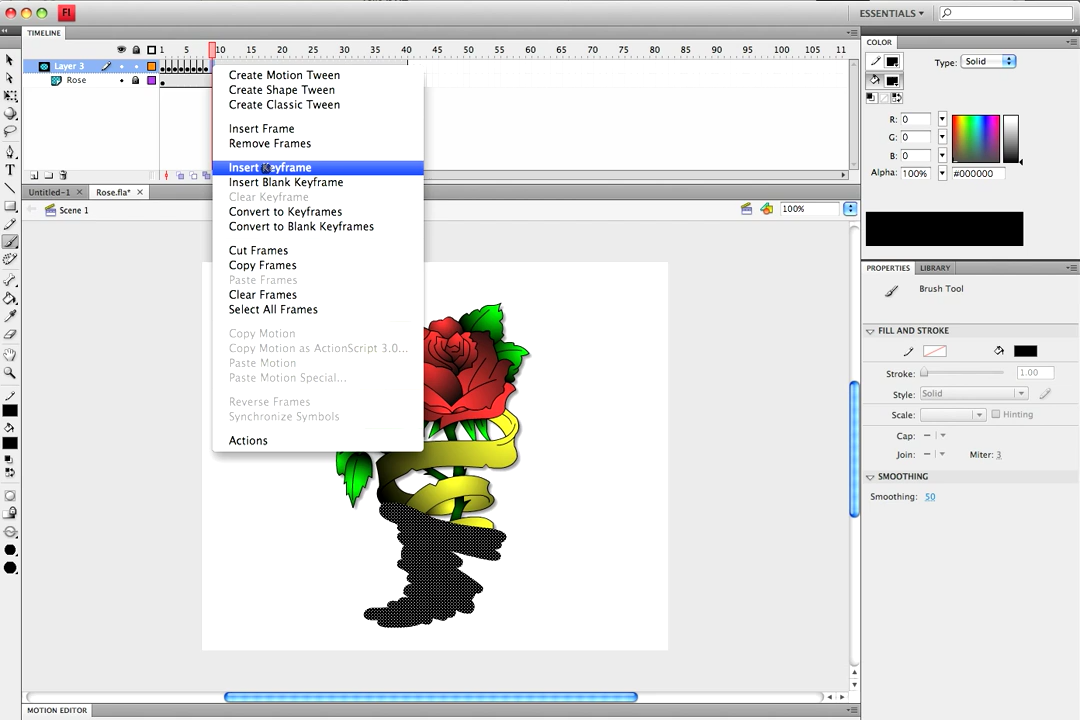 Fl
ESSENTIALS
TIMELINE
COLOR
1 5 10 15 20 25 30 35 40 45 50 55 60 65 70 75 80 85 90 95 100 105 11
Layer 3
Rose
Type: Solid
R: 0
G: 0
B: 0
Alpha: 100% #000000
Create Motion Tween
Create Shape Tween
Create Classic Tween
Insert Frame
Remove Frames
Insert Keyframe
Insert Blank Keyframe
Clear Keyframe
Convert to Keyframes
Convert to Blank Keyframes
Cut Frames
Copy Frames
Paste Frames
Clear Frames
Select All Frames
Copy Motion
Copy Motion as ActionScript 3.0...
Paste Motion
Paste Motion Special...
Reverse Frames
Synchronize Symbols
Actions
Untitled-1 Rose.fla*
Scene 1
100%
PROPERTIES LIBRARY
Brush Tool
FILL AND STROKE
Stroke: 1.00
Style: Solid
Scale: Hinting
Cap:
Join: Miter: 3
SMOOTHING
Smoothing: 50
MOTION EDITOR